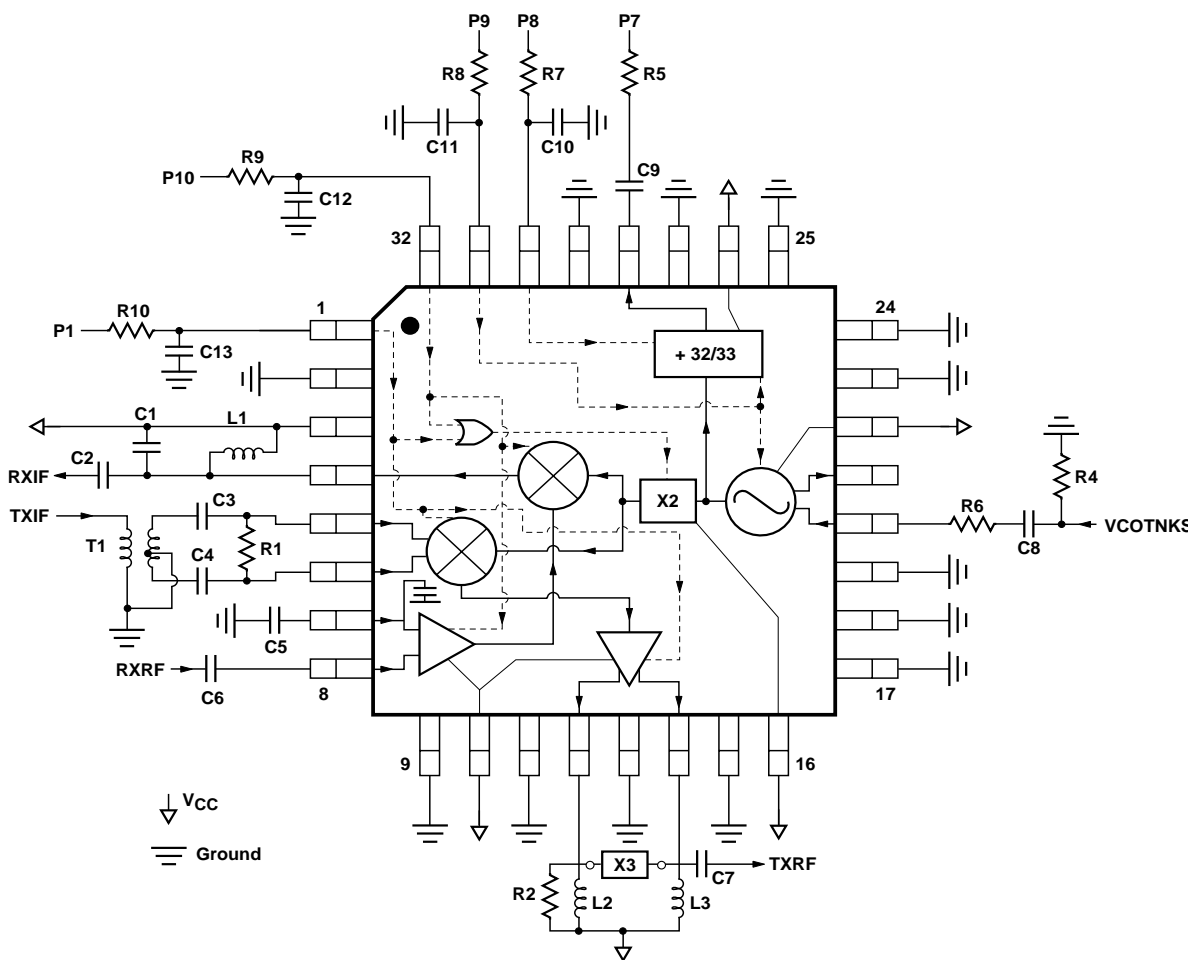 P9
P8
P7
R8
R7
R5
C11
C10
C9
R9
P10
C12
32
25
R10
1
24
P1
C13
+ 32/33
C1
L1
C2
RXIF
X2
R4
C3
TXIF
R6
VCOTNKS
T1
C4
R1
C8
C5
RXRF
C6
8
17
9
16
VCC
Ground
X3
TXRF
C7
R2
L2
L3